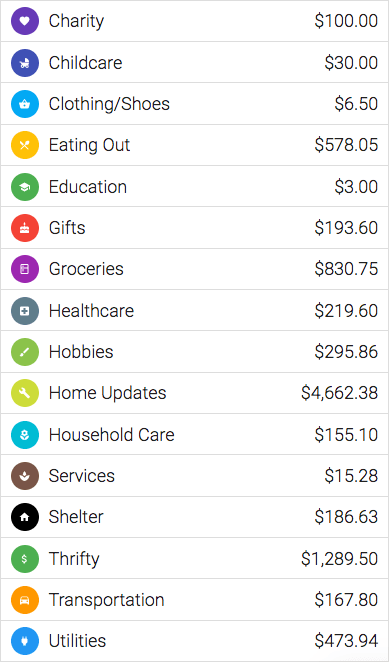 Charity $100.00
Childcare $30.00
Clothing/Shoes $6.50
Eating Out $578.05
Education $3.00
Gifts $193.60
Groceries $830.75
Healthcare $219.60
Hobbies $295.86
Home Updates $4,662.38
Household Care $155.10
Services $15.28
Shelter $186.63
$ Thrifty $1,289.50
Transportation $167.80
Utilities $473.94